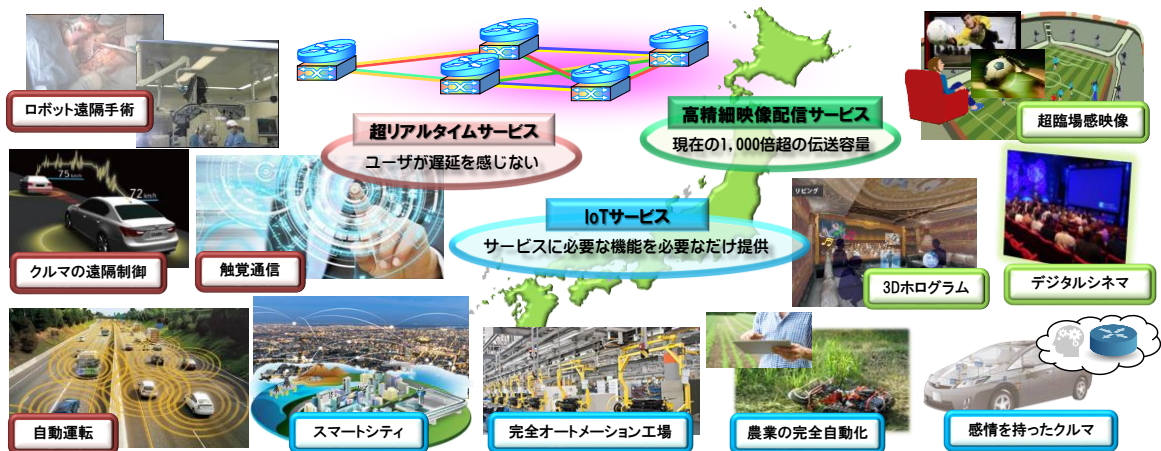 ロボット遠隔手術
超リアルタイムサービス
ユーザが遅延を感じない
高精細映像配信サービス
現在の1,000倍超の伝送容量
超臨場感映像
75 km/h
72 km/h
クルマの遠隔制御
触覚通信
IoTサービス
サービスに必要な機能を必要なだけ提供
リビング
3Dホログラム
デジタルシネマ
自動運転
スマートシティ
完全オートメーション工場
農業の完全自動化
感情を持ったクルマ